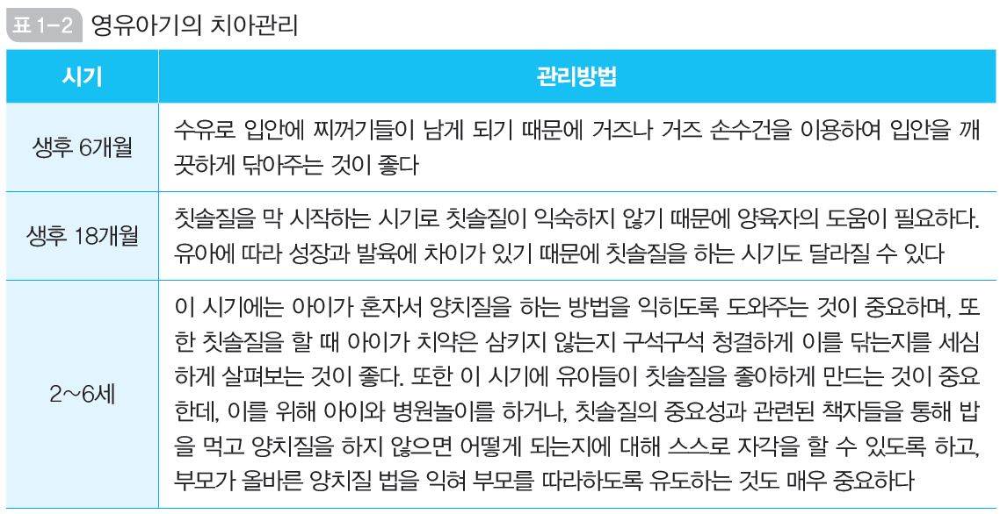 표 1-2 영유아기의 치아관리
시기 관리방법
생후 6개월
수유로 입안에 찌꺼기들이 남게 되기 때문에 거즈나 거즈 손수건을 이용하여 입안을 깨
끗하게 닦아주는 것이 좋다
생후 18개월
칫솔질을 막 시작하는 시기로 칫솔질이 익숙하지 않기 때문에 양육자의 도움이 필요하다.
유아에 따라 성장과 발육에 차이가 있기 때문에 칫솔질을 하는 시기도 달라질 수 있다
2~6세
이 시기에는 아이가 혼자서 양치질을 하는 방법을 익히도록 도와주는 것이 중요하며, 또
한 칫솔질을 할 때 아이가 치약은 삼키지 않는지 구석구석 청결하게 이를 닦는지를 세심
하게 살펴보는 것이 좋다. 또한 이 시기에 유아들이 칫솔질을 좋아하게 만드는 것이 중요
한데, 이를 위해 아이와 병원놀이를 하거나, 칫솔질의 중요성과 관련된 책자들을 통해 밥
을 먹고 양치질을 하지 않으면 어떻게 되는지에 대해 스스로 자각을 할 수 있도록 하고,
부모가 올바른 양치질 법을 익혀 부모를 따라하도록 유도하는 것도 매우 중요하다